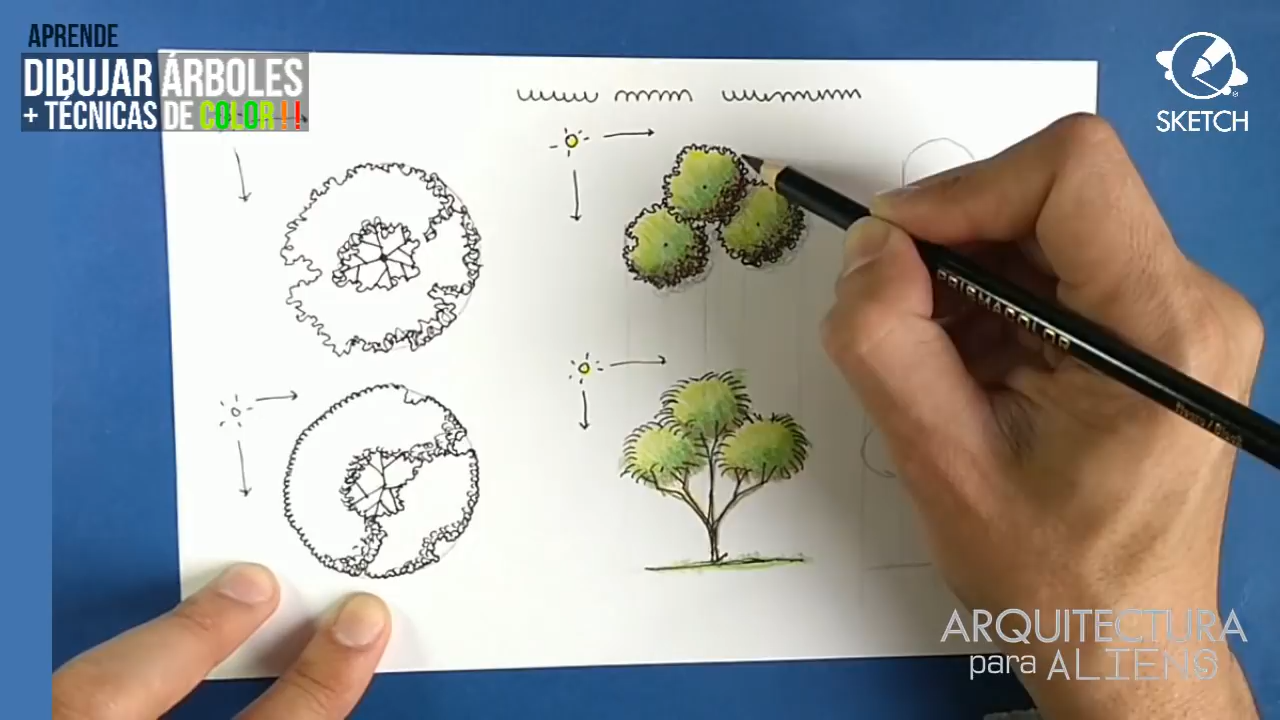 APRENDE
DIBUJAR ÁRBOLES
+ TÉCNICAS DE COLOR!!
SKETCH
PRISMACOLOR
ARQUITECTURA
para ALIENS